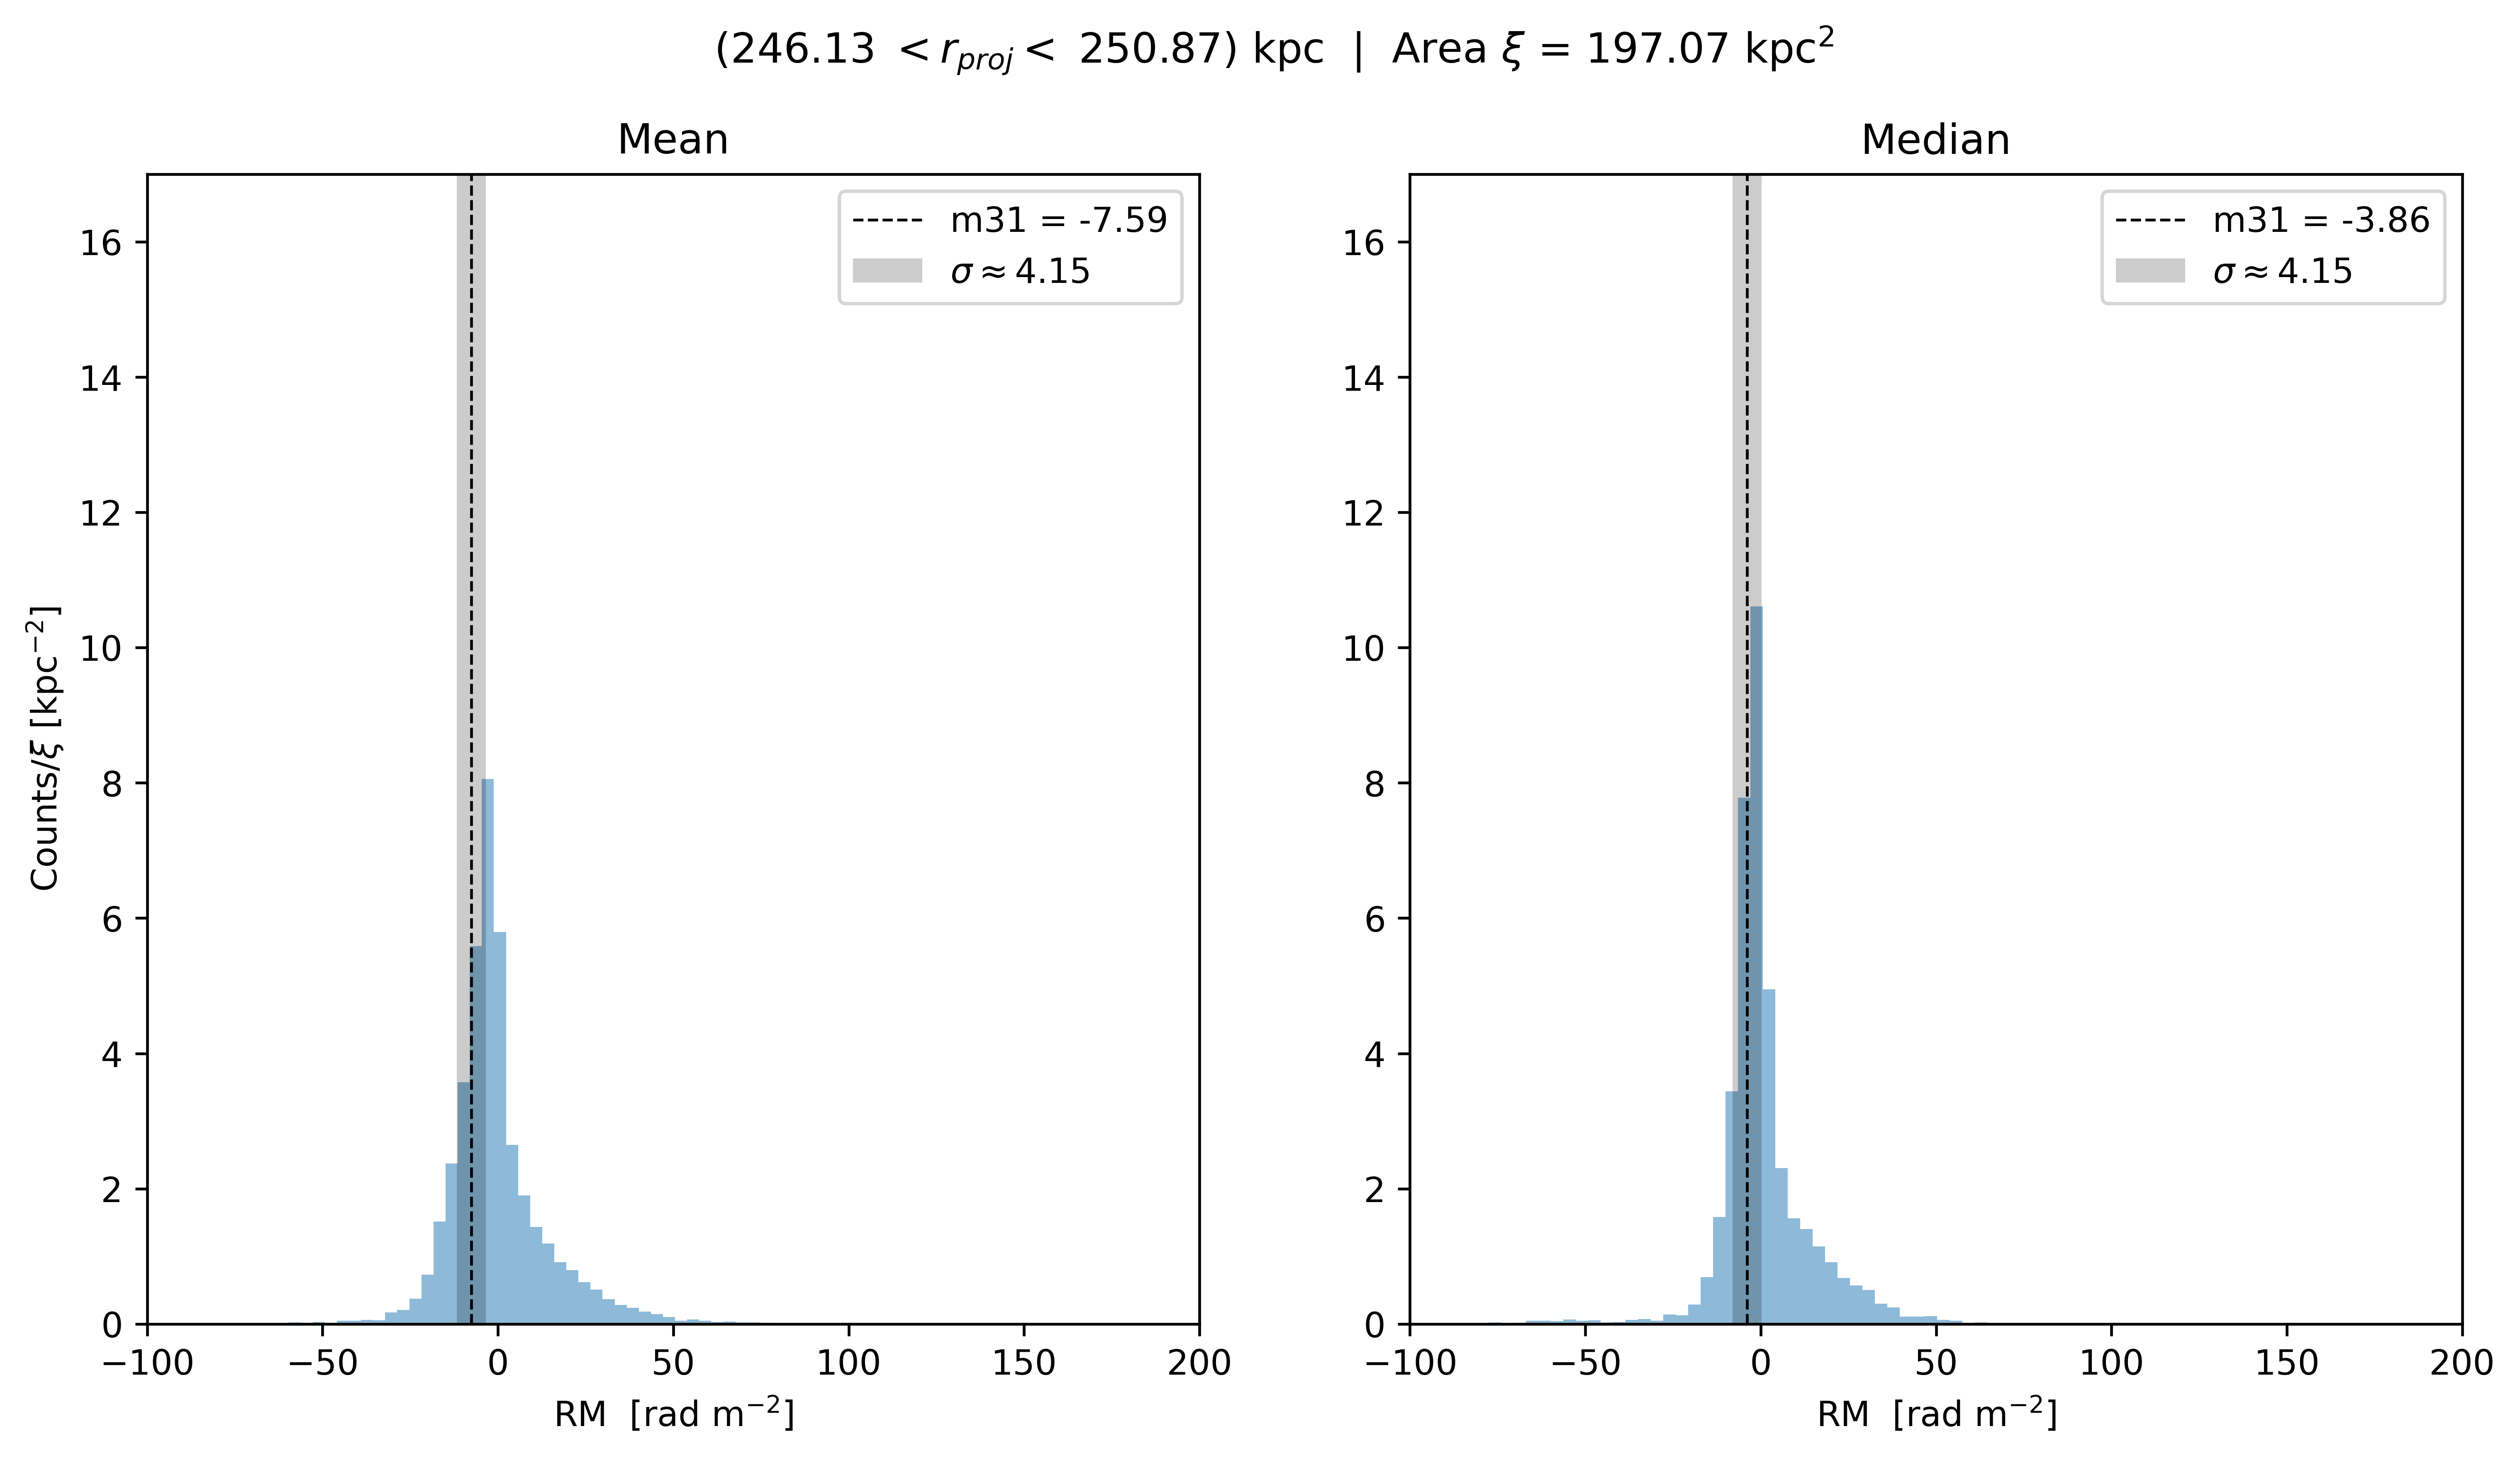 (246.13 < r_proj < 250.87) kpc | Area ξ = 197.07 kpc²
Mean
m31 = -7.59
σ ≈ 4.15
Counts/ξ [kpc⁻²]
16
14
12
10
8
6
4
2
0
−100 −50 0 50 100 150 200
RM [rad m⁻²]
Median
m31 = -3.86
σ ≈ 4.15
16
14
12
10
8
6
4
2
0
−100 −50 0 50 100 150 200
RM [rad m⁻²]